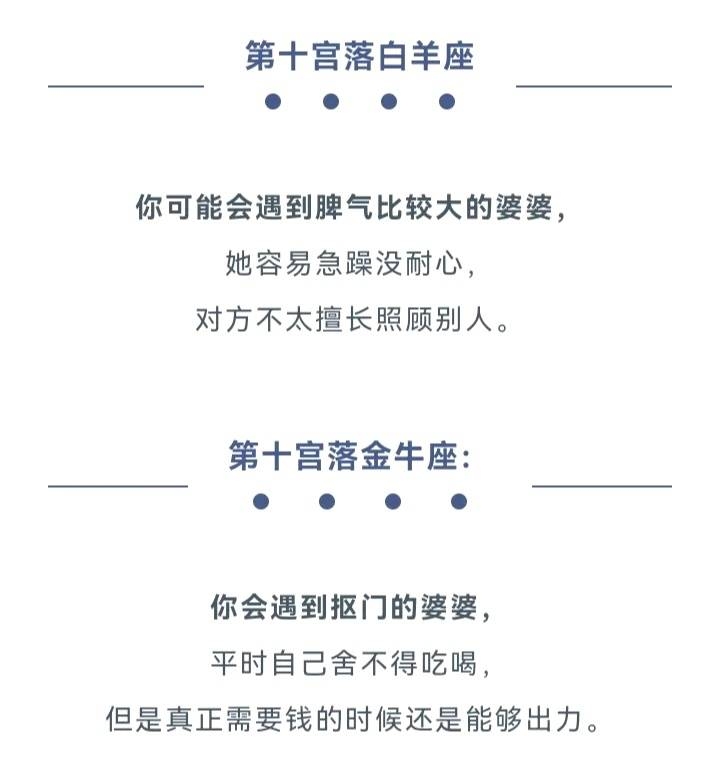 第十宫落白羊座
你可能会遇到脾气比较大的婆婆，
她容易急躁没耐心，
对方不太擅长照顾别人。
第十宫落金牛座：
你会遇到抠门的婆婆，
平时自己舍不得吃喝，
但是真正需要钱的时候还是能够出力。